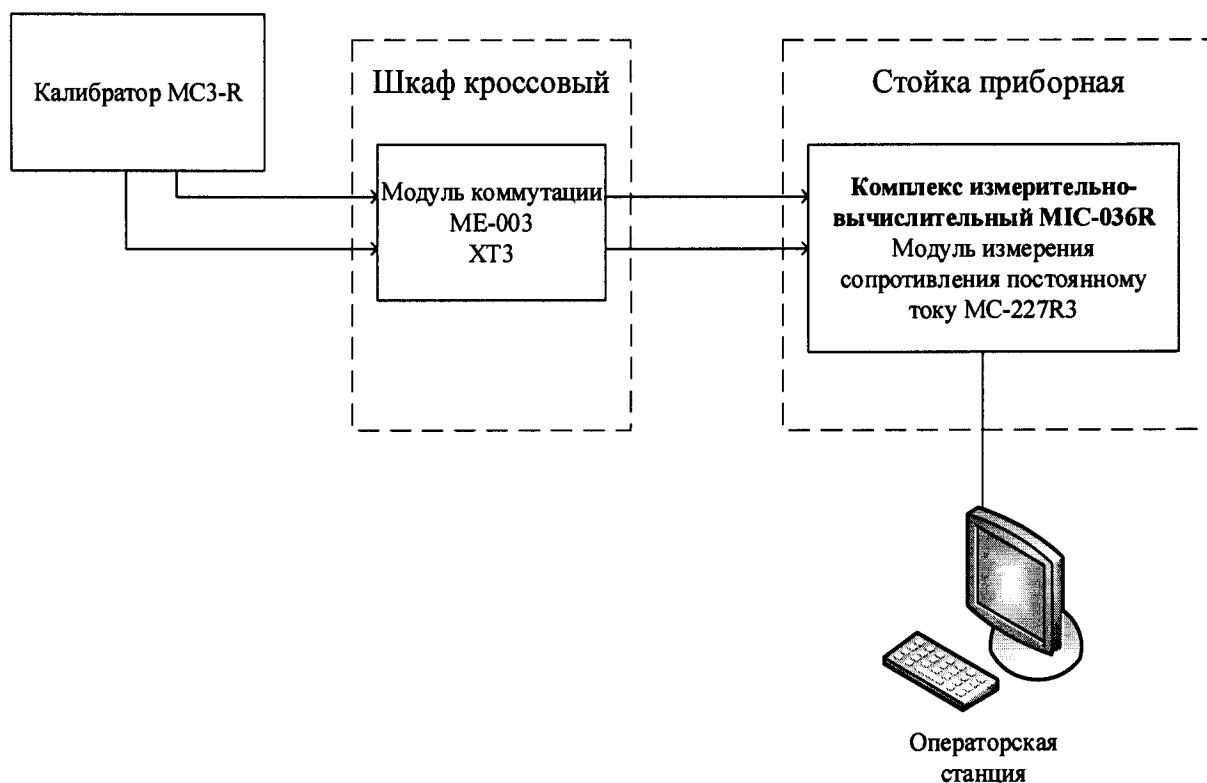 Калибратор МС3-R
Шкаф кроссовый
Модуль коммутации
МЕ-003
ХТ3
Стойка приборная
Комплекс измерительно-
вычислительный MIC-036R
Модуль измерения
сопротивления постоянному
току МС-227R3
Операторская
станция